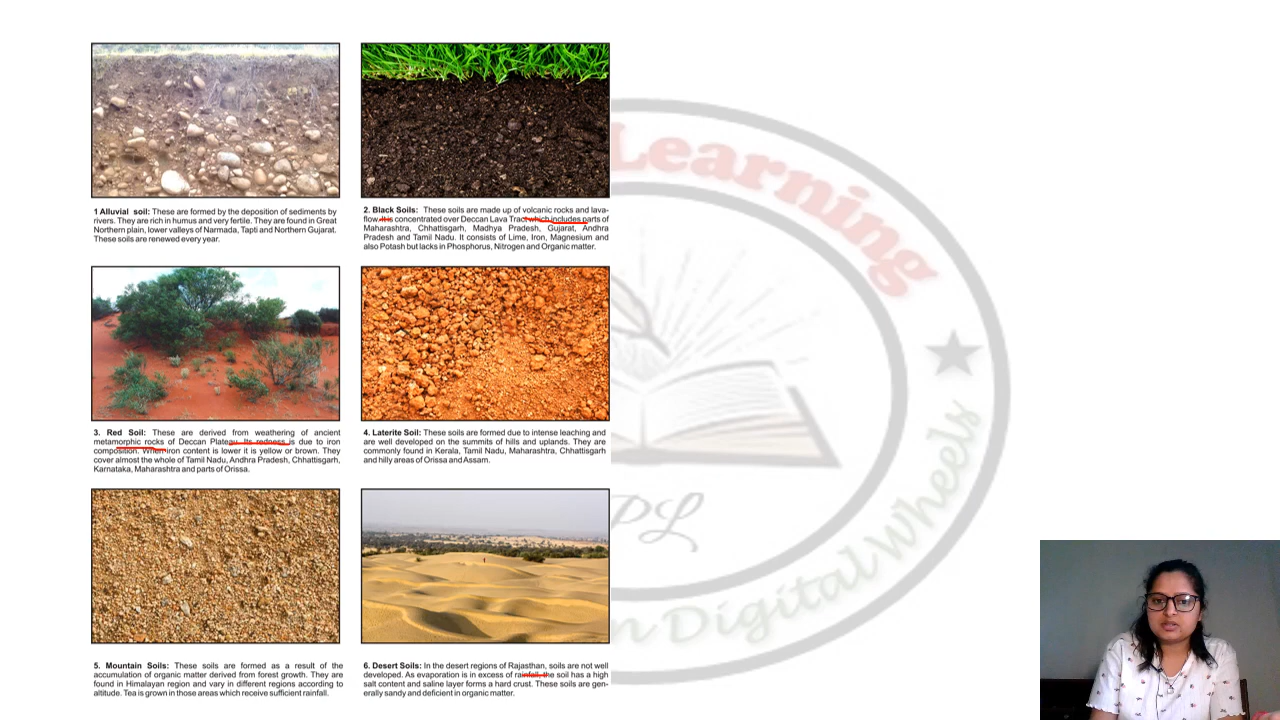 1 Alluvial soil: These are formed by the deposition of sediments by
rivers. They are rich in humus and very fertile. They are found in Great
Northern plain, lower valleys of Narmada, Tapti and Northern Gujarat.
These soils are renewed every year.
2. Black Soils: These soils are made up of volcanic rocks and lava-
flow. It is concentrated over Deccan Lava Tract which includes parts of
Maharashtra, Chhattisgarh, Madhya Pradesh, Gujarat, Andhra
Pradesh and Tamil Nadu. It consists of Lime, Iron, Magnesium and
also Potash but lacks in Phosphorus, Nitrogen and Organic matter.
3. Red Soil: These are derived from weathering of ancient
metamorphic rocks of Deccan Plateau. Its redness is due to iron
composition. When iron content is lower it is yellow or brown. They
cover almost the whole of Tamil Nadu, Andhra Pradesh, Chhattisgarh,
Karnataka, Maharashtra and parts of Orissa.
4. Laterite Soil: These soils are formed due to intense leaching and
are well developed on the summits of hills and uplands. They are
commonly found in Kerala, Tamil Nadu, Maharashtra, Chhattisgarh
and hilly areas of Orissa and Assam.
5. Mountain Soils: These soils are formed as a result of the
accumulation of organic matter derived from forest growth. They are
found in Himalayan region and vary in different regions according to
altitude. Tea is grown in those areas which receive sufficient rainfall.
6. Desert Soils: In the desert regions of Rajasthan, soils are not well
developed. As evaporation is in excess of rainfall, the soil has a high
salt content and saline layer forms a hard crust. These soils are gen-
erally sandy and deficient in organic matter.
Learning
PL
n Digital Wheels